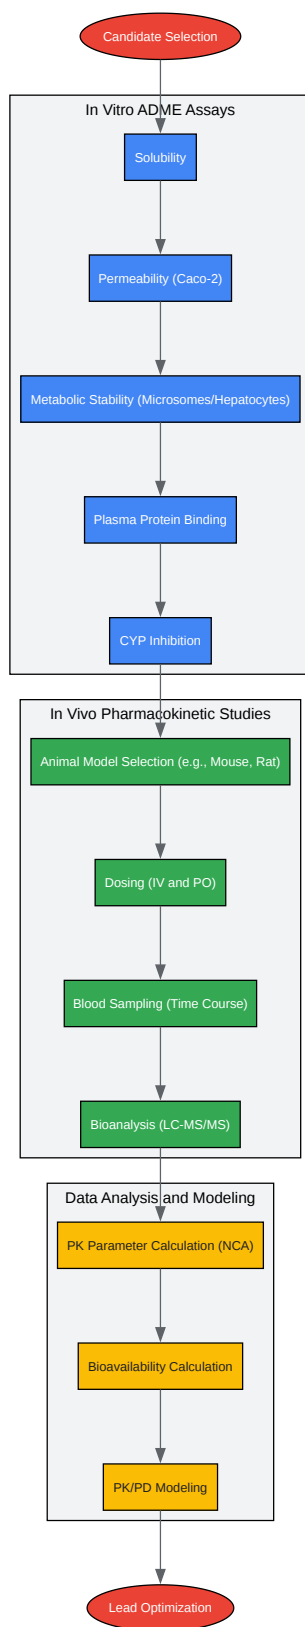 Candidate Selection
In Vitro ADME Assays
Solubility
Permeability (Caco-2)
Metabolic Stability (Microsomes/Hepatocytes)
Plasma Protein Binding
CYP Inhibition
In Vivo Pharmacokinetic Studies
Animal Model Selection (e.g., Mouse, Rat)
Dosing (IV and PO)
Blood Sampling (Time Course)
Bioanalysis (LC-MS/MS)
Data Analysis and Modeling
PK Parameter Calculation (NCA)
Bioavailability Calculation
PK/PD Modeling
Lead Optimization